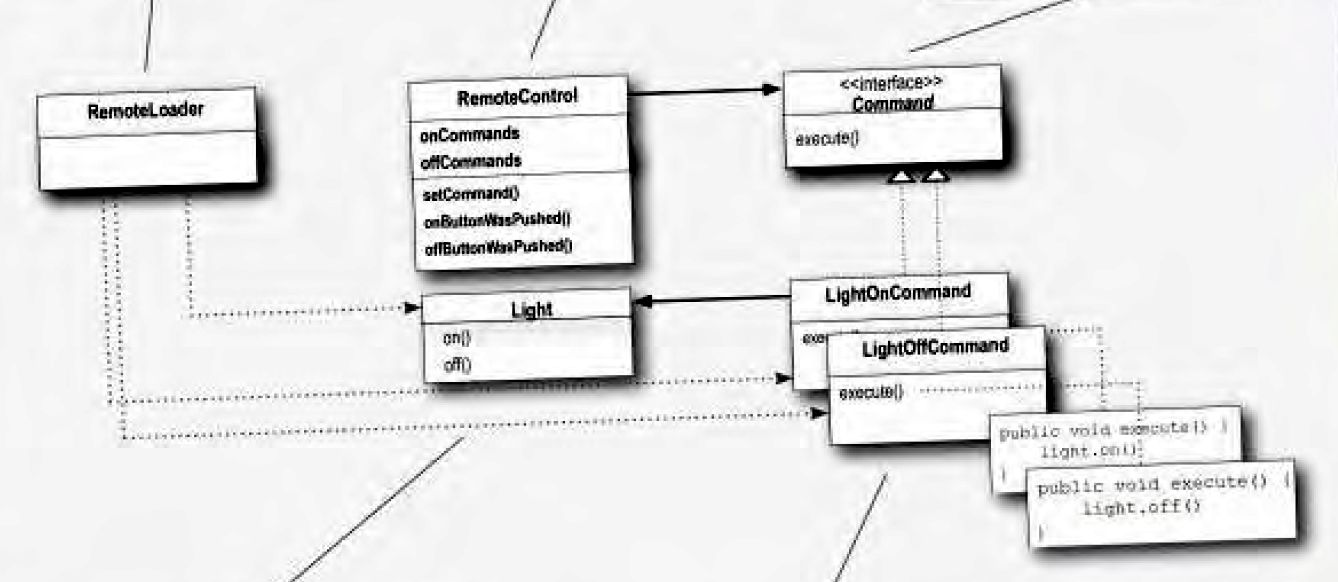 RemoteLoader
RemoteControl
onCommands
offCommands
setCommand()
onButtonWasPushed()
offButtonWasPushed()
<<interface>>
Command
execute()
Light
on()
off()
LightOnCommand
LightOffCommand
execute()
public void execute() {
light.on()
}
public void execute() {
light.off()
}